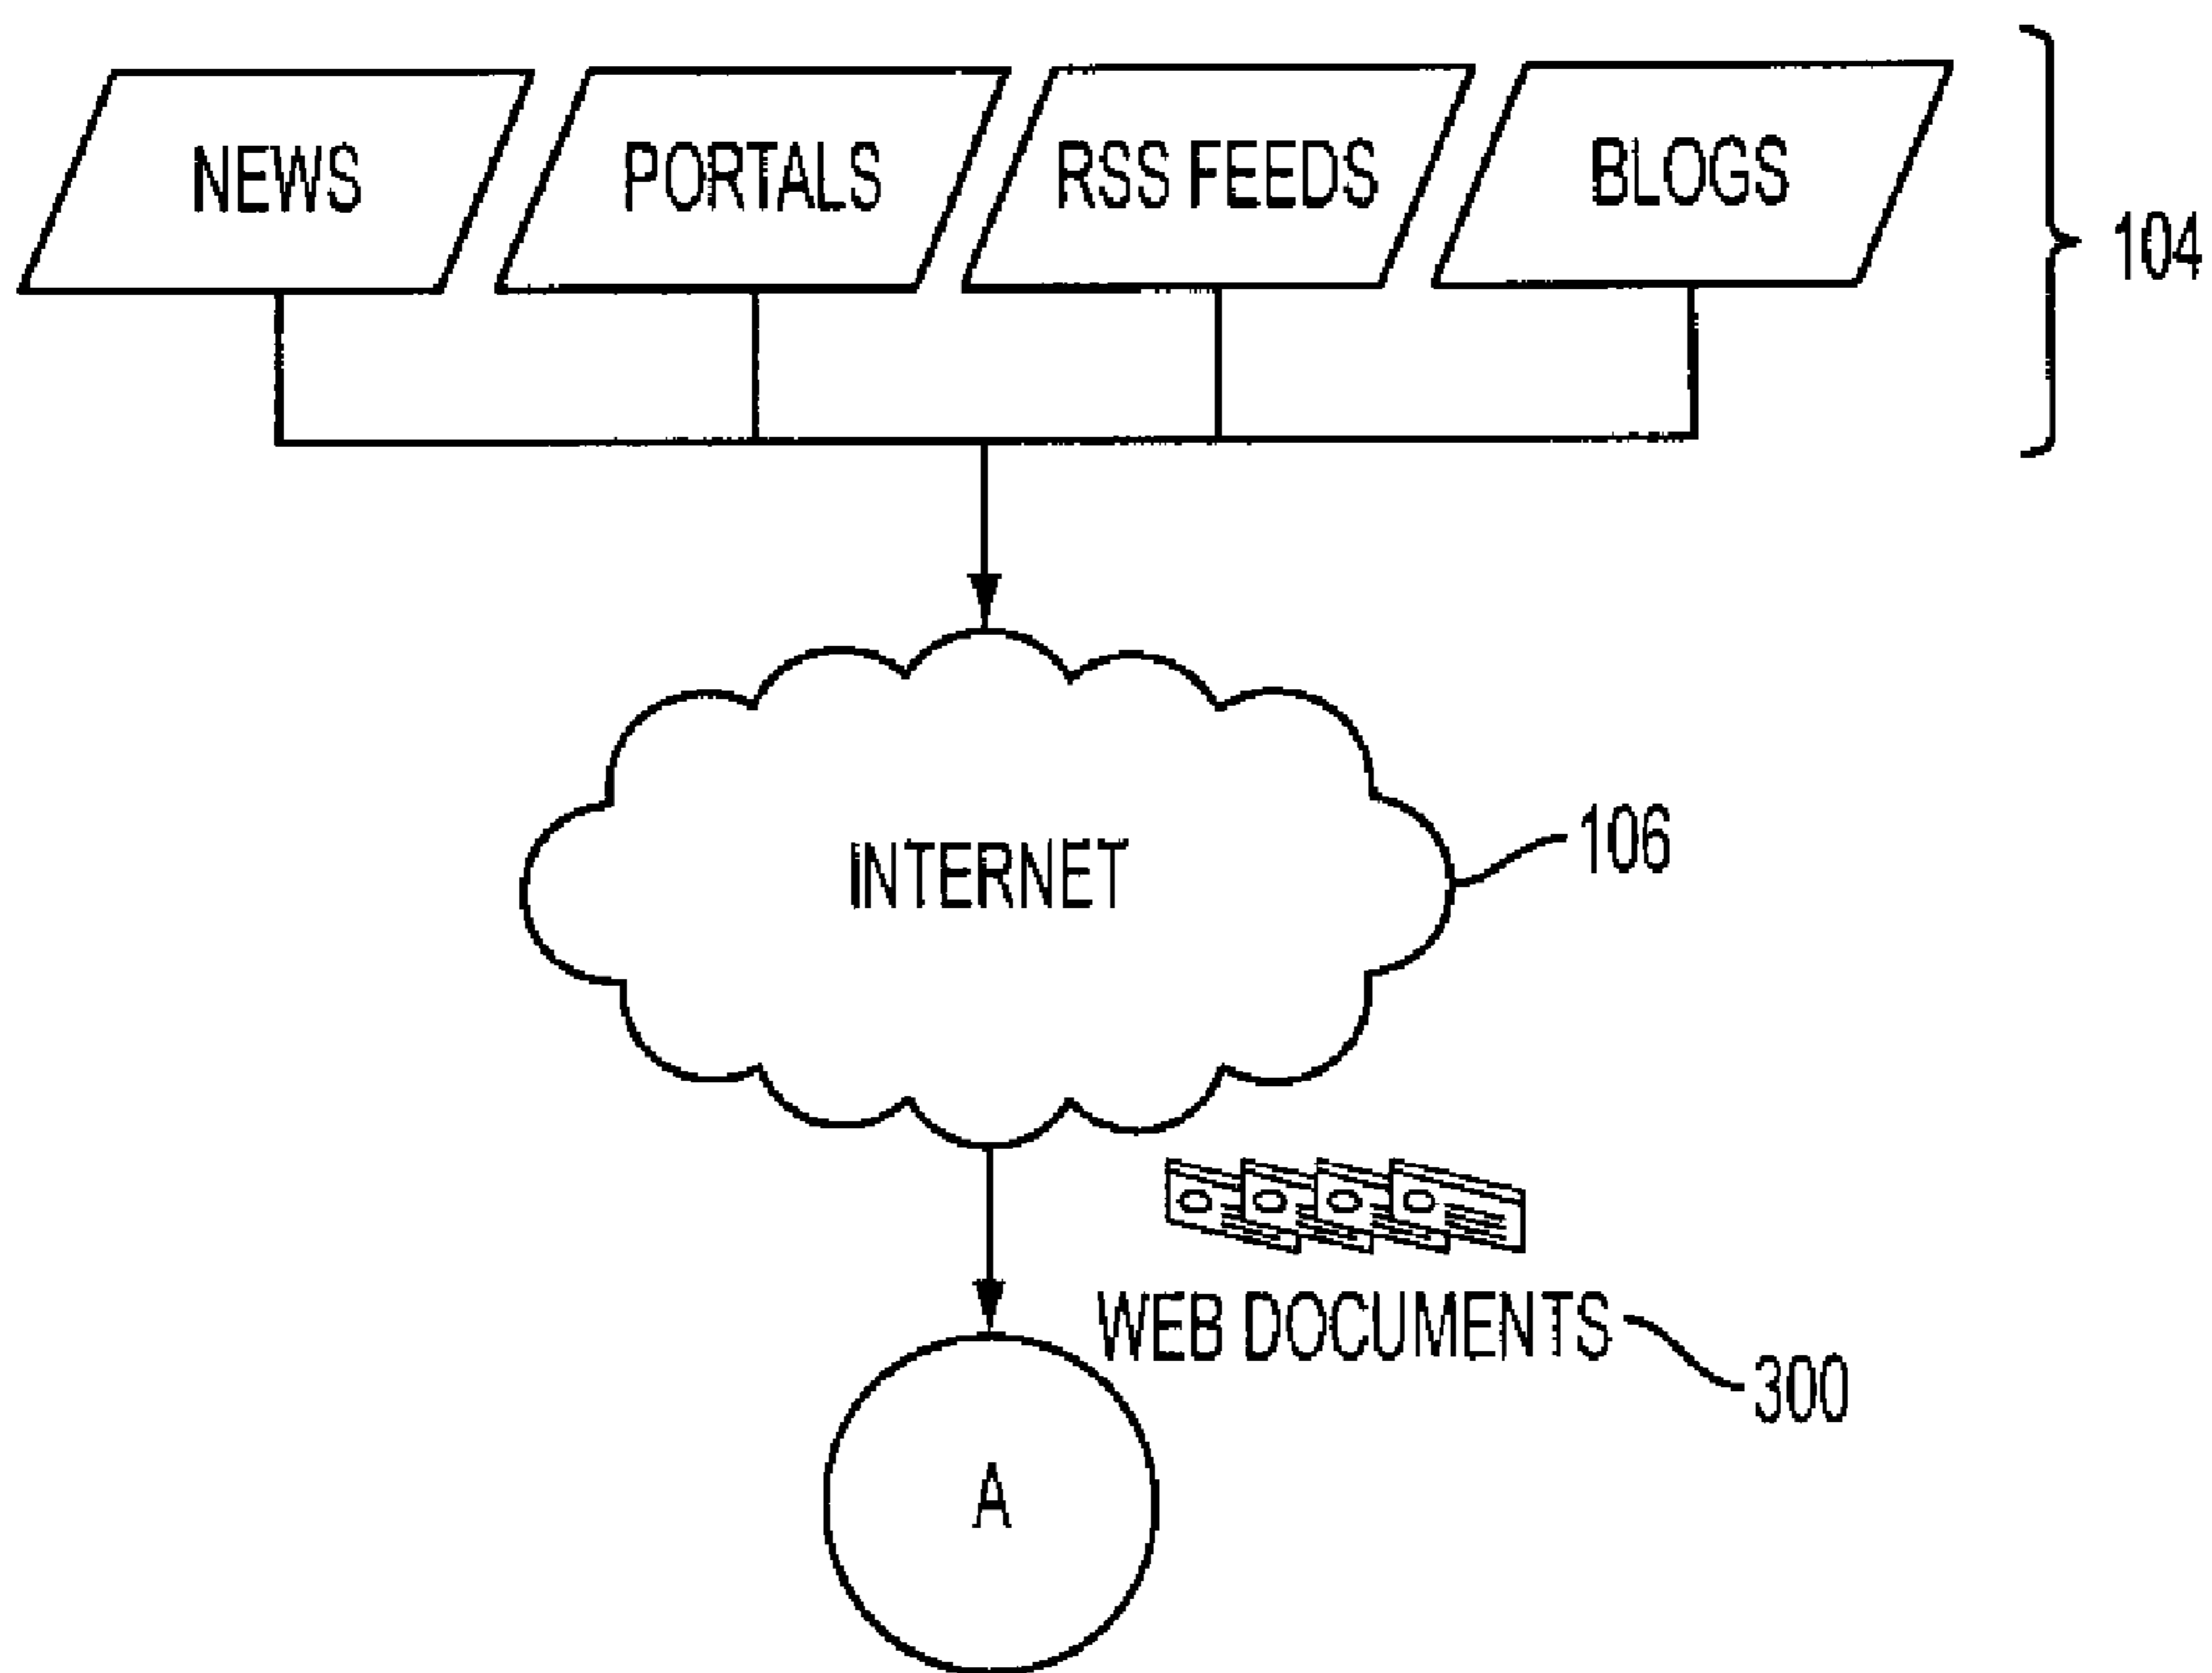 NEWS
PORTALS
RSS FEEDS
BLOGS
104
INTERNET
106
WEB DOCUMENTS
300
A